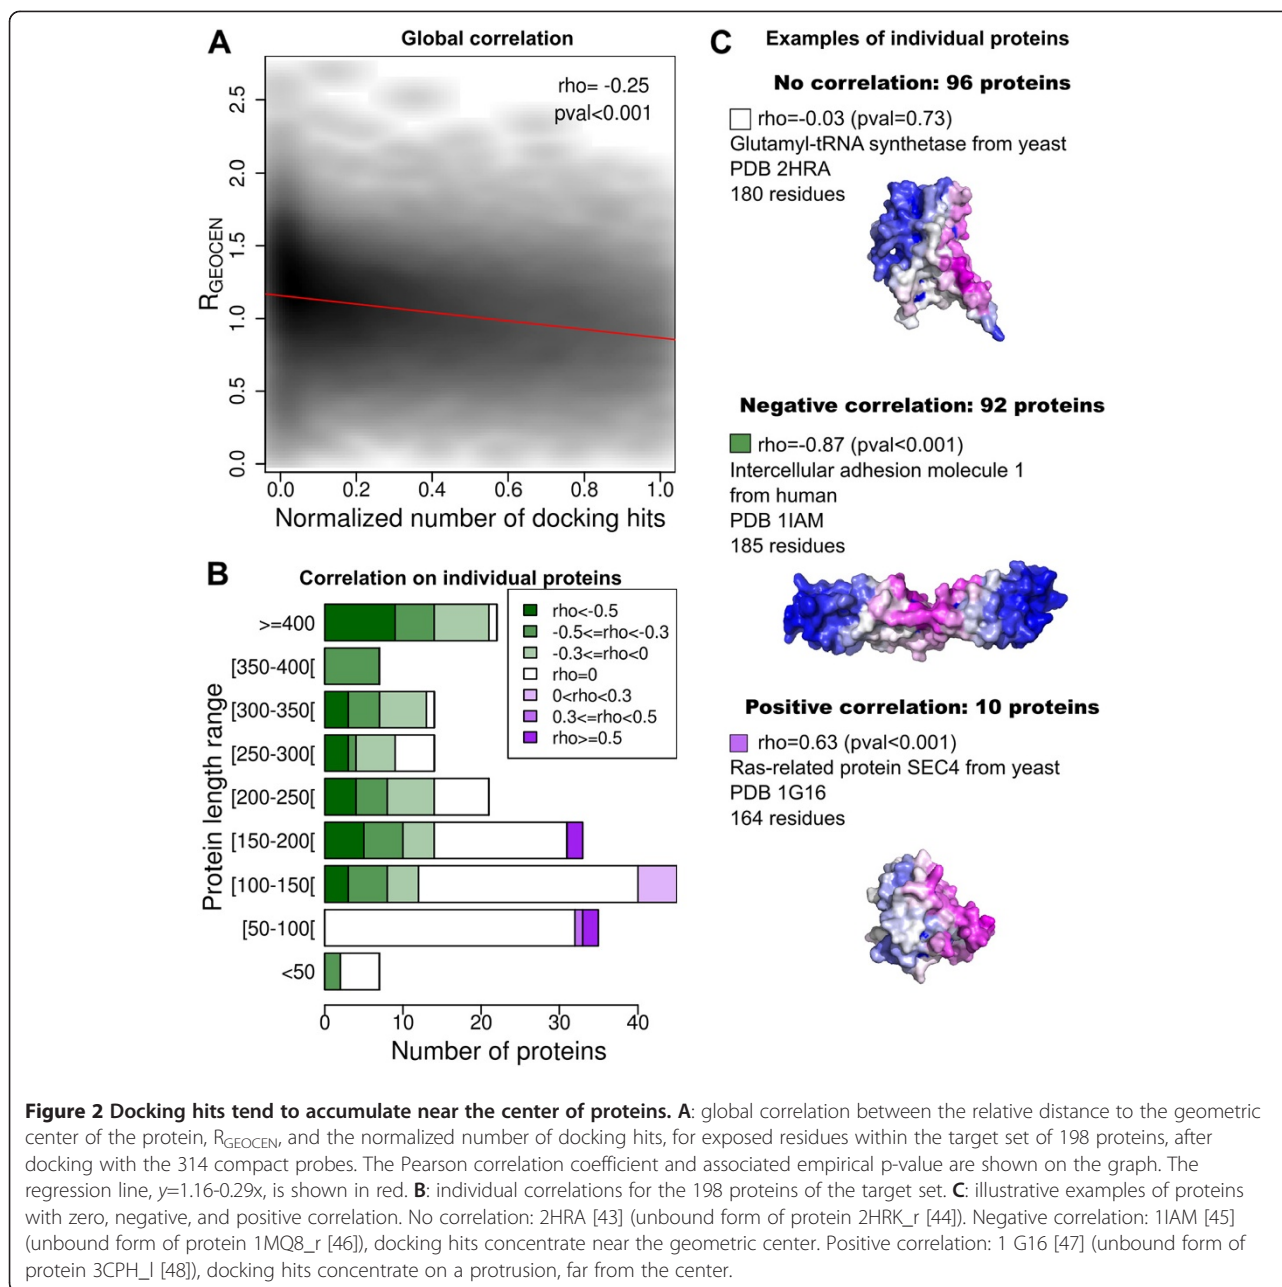 A
Global correlation
rho= -0.25
pval<0.001
2.5
2.0
1.5
1.0
0.5
0.0
R_GEOCEN
0.0 0.2 0.4 0.6 0.8 1.0
Normalized number of docking hits
B
Correlation on individual proteins
Protein length range
>=400
[350-400[
[300-350[
[250-300[
[200-250[
[150-200[
[100-150[
[50-100[
<50
rho<-0.5
-0.5<=rho<-0.3
-0.3<=rho<0
rho=0
0<rho<0.3
0.3<=rho<0.5
rho>=0.5
0 10 20 30 40
Number of proteins
C
Examples of individual proteins
No correlation: 96 proteins
rho=-0.03 (pval=0.73)
Glutamyl-tRNA synthetase from yeast
PDB 2HRA
180 residues
Negative correlation: 92 proteins
rho=-0.87 (pval<0.001)
Intercellular adhesion molecule 1
from human
PDB 1IAM
185 residues
Positive correlation: 10 proteins
rho=0.63 (pval<0.001)
Ras-related protein SEC4 from yeast
PDB 1G16
164 residues
Figure 2 Docking hits tend to accumulate near the center of proteins. A: global correlation between the relative distance to the geometric
center of the protein, R_GEOCEN, and the normalized number of docking hits, for exposed residues within the target set of 198 proteins, after
docking with the 314 compact probes. The Pearson correlation coefficient and associated empirical p-value are shown on the graph. The
regression line, y=1.16-0.29x, is shown in red. B: individual correlations for the 198 proteins of the target set. C: illustrative examples of proteins
with zero, negative, and positive correlation. No correlation: 2HRA [43] (unbound form of protein 2HRK_r [44]). Negative correlation: 1IAM [45]
(unbound form of protein 1MQ8_r [46]), docking hits concentrate near the geometric center. Positive correlation: 1 G16 [47] (unbound form of
protein 3CPH_l [48]), docking hits concentrate on a protrusion, far from the center.